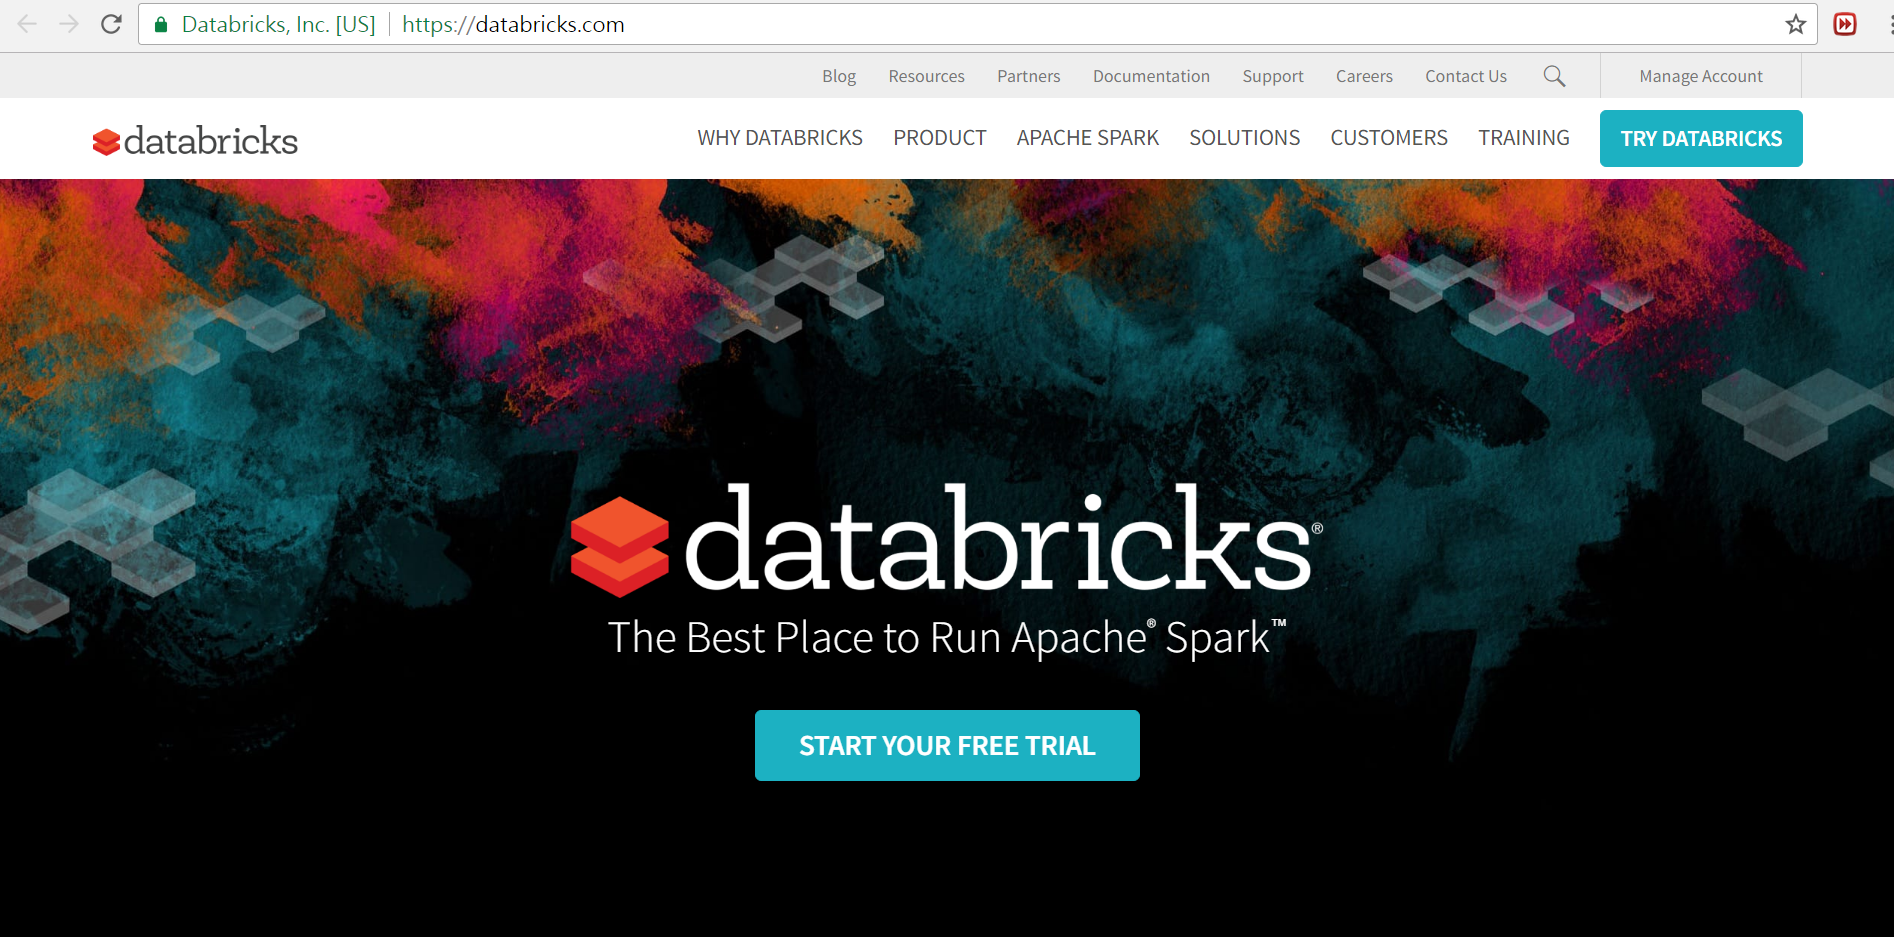 Databricks, Inc. [US] https://databricks.com
Blog Resources Partners Documentation Support Careers Contact Us Manage Account
databricks WHY DATABRICKS PRODUCT APACHE SPARK SOLUTIONS CUSTOMERS TRAINING TRY DATABRICKS
databricks®
The Best Place to Run Apache® Spark™
START YOUR FREE TRIAL